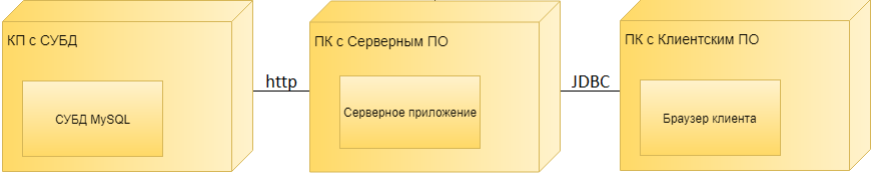 КП с СУБД
СУБД MySQL
http
ПК с Серверным ПО
Серверное приложение
JDBC
ПК с Клиентским ПО
Браузер клиента